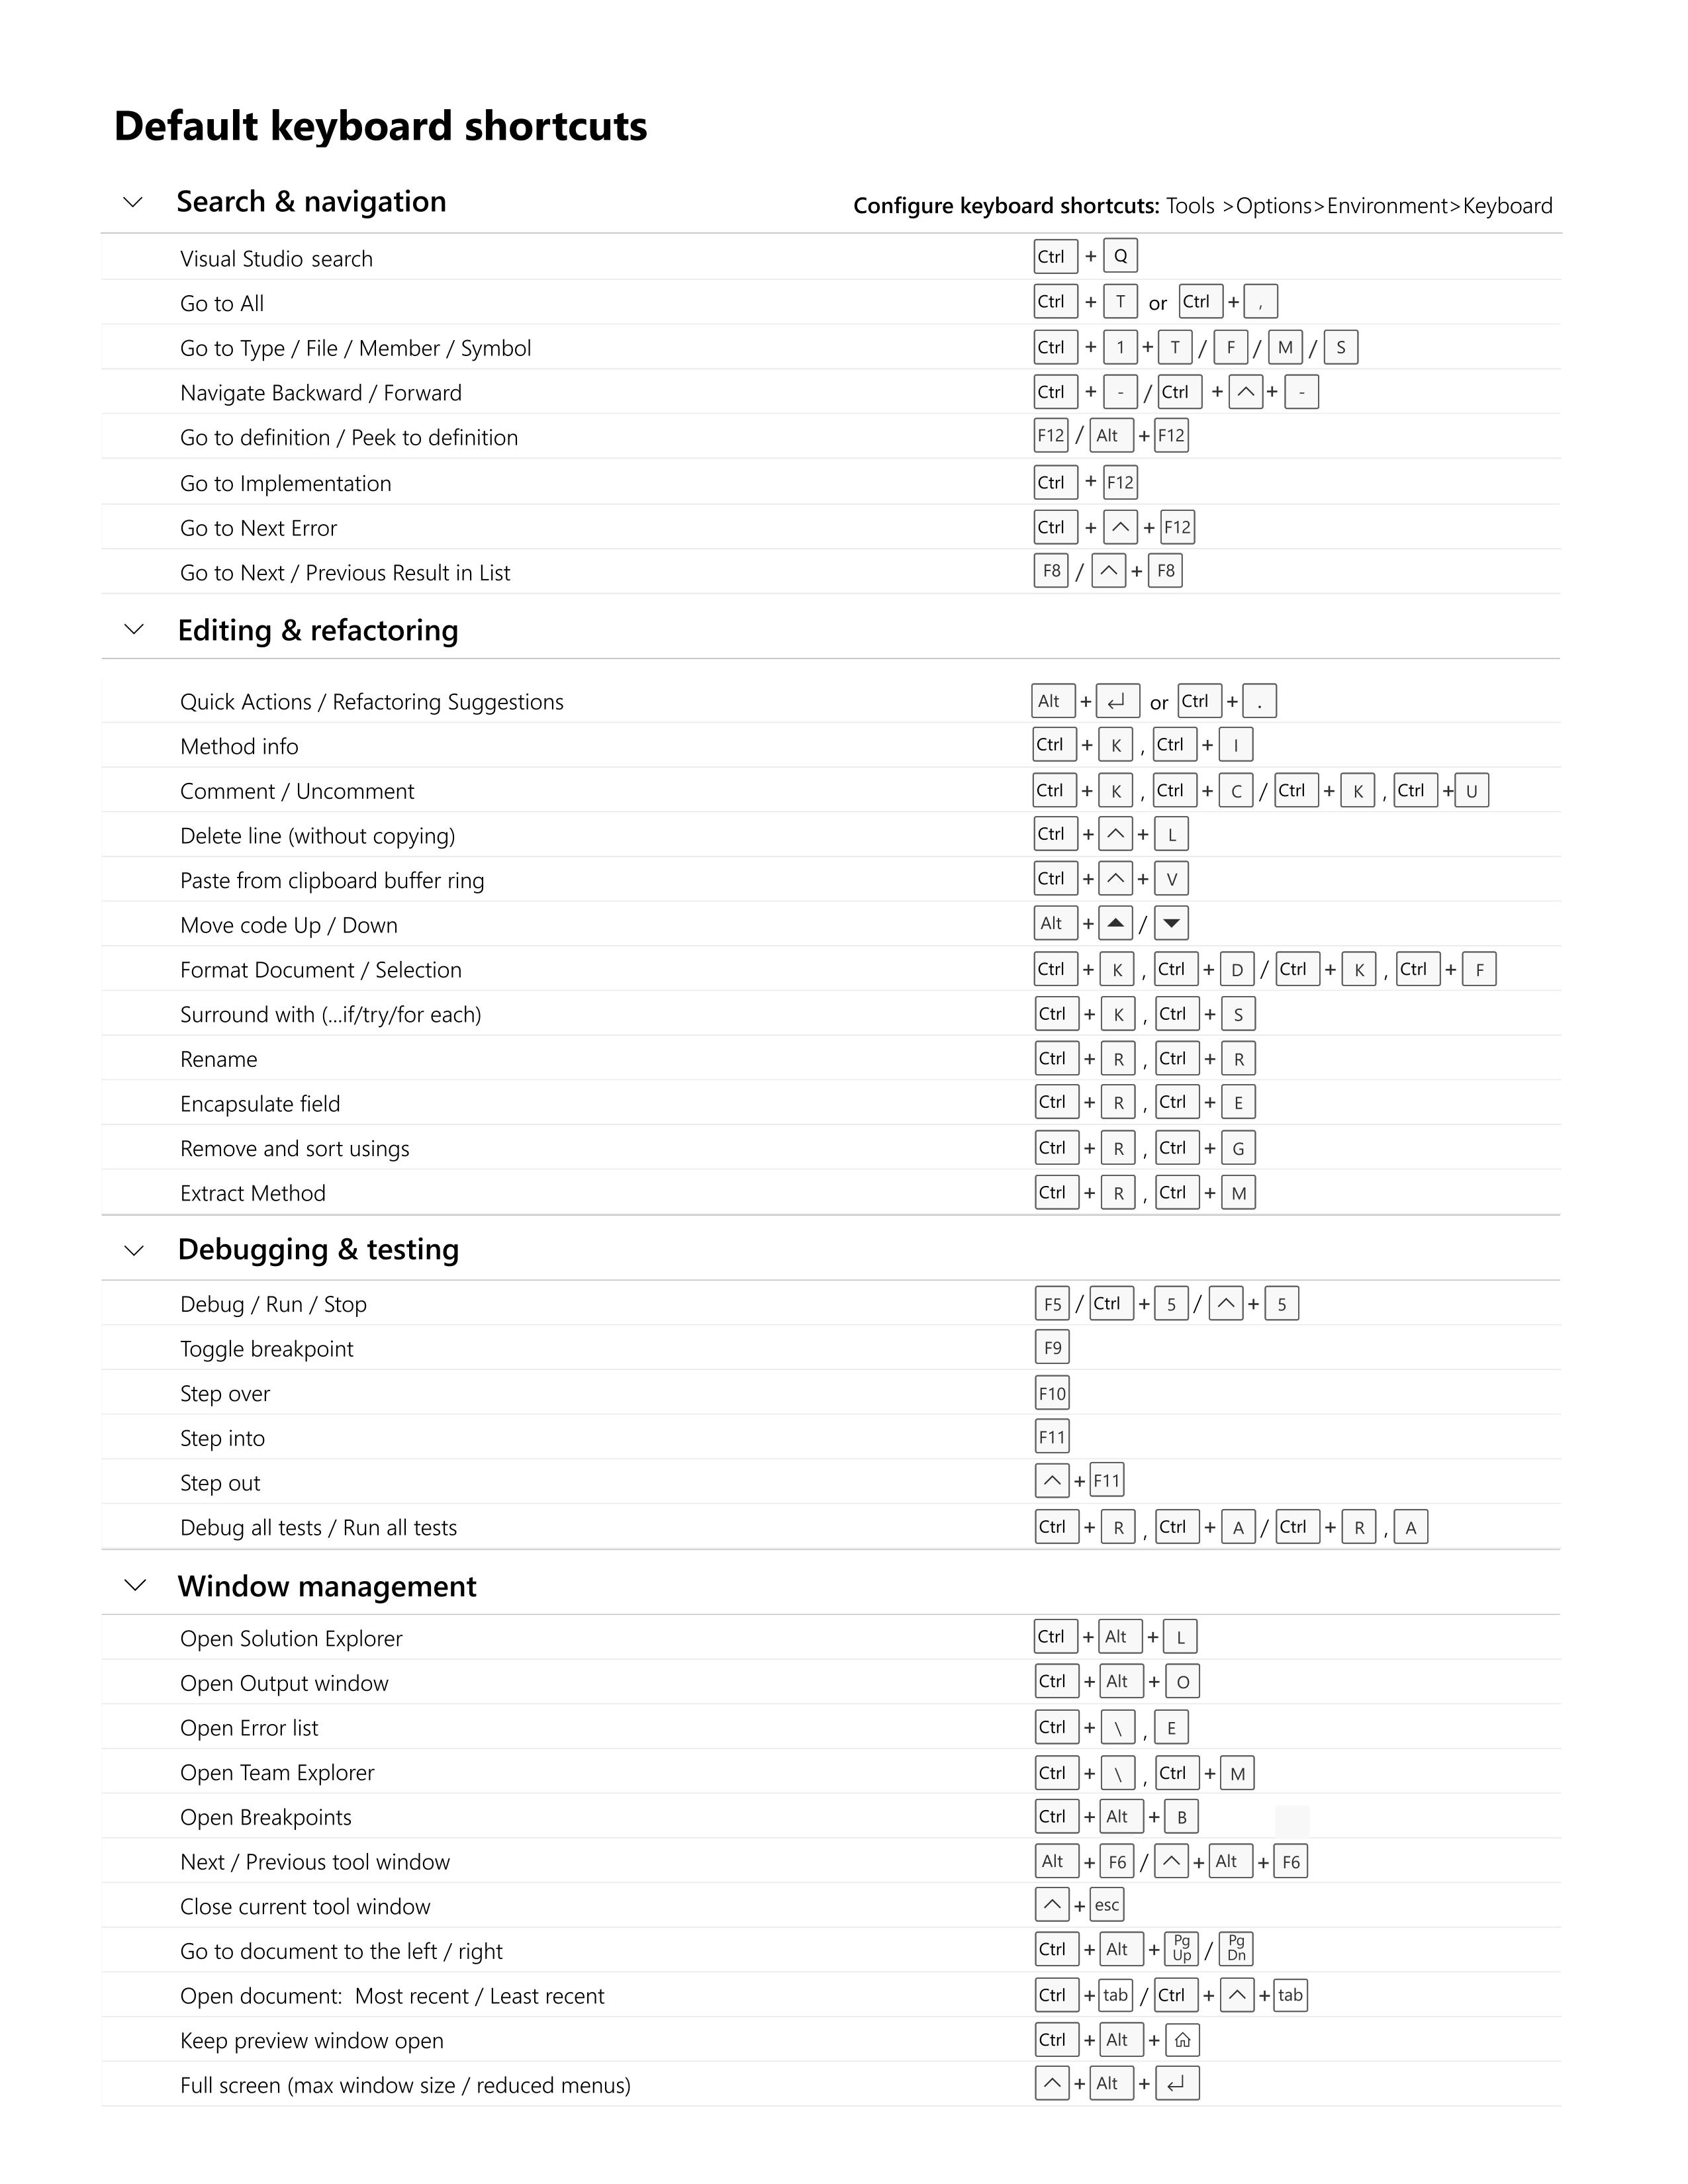 Default keyboard shortcuts
Search & navigation Configure keyboard shortcuts: Tools >Options>Environment>Keyboard
Visual Studio search Ctrl + Q
Go to All Ctrl + T or Ctrl + ,
Go to Type / File / Member / Symbol Ctrl + 1 + T / F / M / S
Navigate Backward / Forward Ctrl + - / Ctrl + ^ + -
Go to definition / Peek to definition F12 / Alt + F12
Go to Implementation Ctrl + F12
Go to Next Error Ctrl + ^ + F12
Go to Next / Previous Result in List F8 / ^ + F8
Editing & refactoring
Quick Actions / Refactoring Suggestions Alt + ↵ or Ctrl + .
Method info Ctrl + K , Ctrl + I
Comment / Uncomment Ctrl + K , Ctrl + C / Ctrl + K , Ctrl + U
Delete line (without copying) Ctrl + ^ + L
Paste from clipboard buffer ring Ctrl + ^ + V
Move code Up / Down Alt + ▲ / ▼
Format Document / Selection Ctrl + K , Ctrl + D / Ctrl + K , Ctrl + F
Surround with (...if/try/for each) Ctrl + K , Ctrl + S
Rename Ctrl + R , Ctrl + R
Encapsulate field Ctrl + R , Ctrl + E
Remove and sort usings Ctrl + R , Ctrl + G
Extract Method Ctrl + R , Ctrl + M
Debugging & testing
Debug / Run / Stop F5 / Ctrl + 5 / ^ + 5
Toggle breakpoint F9
Step over F10
Step into F11
Step out ^ + F11
Debug all tests / Run all tests Ctrl + R , Ctrl + A / Ctrl + R , A
Window management
Open Solution Explorer Ctrl + Alt + L
Open Output window Ctrl + Alt + O
Open Error list Ctrl + \ , E
Open Team Explorer Ctrl + \ , Ctrl + M
Open Breakpoints Ctrl + Alt + B
Next / Previous tool window Alt + F6 / ^ + Alt + F6
Close current tool window ^ + esc
Go to document to the left / right Ctrl + Alt + Pg Up / Pg Dn
Open document: Most recent / Least recent Ctrl + tab / Ctrl + ^ + tab
Keep preview window open Ctrl + Alt + ⌂
Full screen (max window size / reduced menus) ^ + Alt + ↵